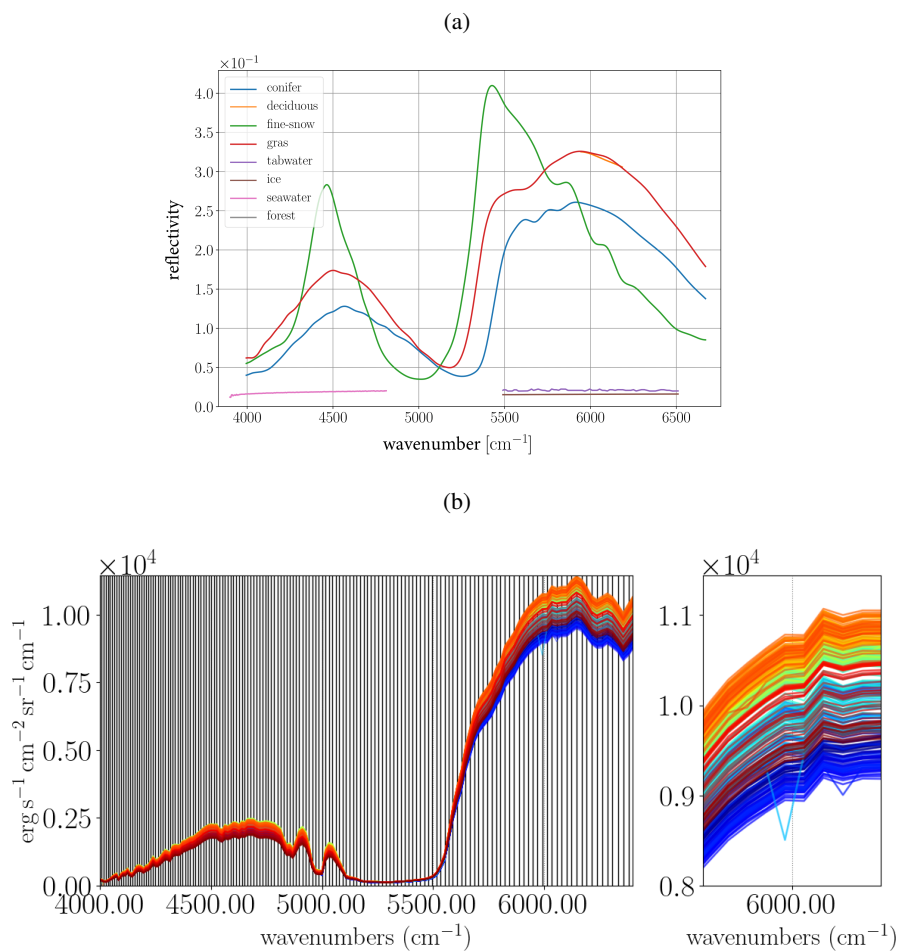 (a)
×10⁻¹
4.0
3.5
3.0
2.5
2.0
1.5
1.0
0.5
0.0
conifer
deciduous
fine-snow
gras
tabwater
ice
seawater
forest
reflectivity
4000 4500 5000 5500 6000 6500
wavenumber [cm⁻¹]
(b)
×10⁴
1.00
0.75
0.50
0.25
0.00
erg s⁻¹ cm⁻² sr⁻¹ cm⁻¹
4000.00 4500.00 5000.00 5500.00 6000.00
wavenumbers (cm⁻¹)
×10⁴
1.1
1.0
0.9
0.8
6000.00
wavenumbers (cm⁻¹)